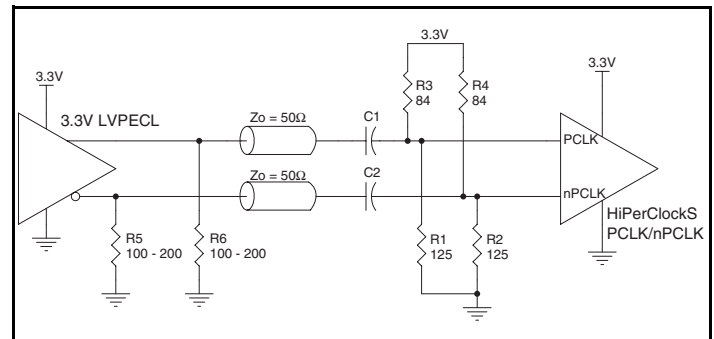 3.3V
3.3V
3.3V
R3
84
R4
84
3.3V LVPECL
Zo = 50Ω
C1
PCLK
Zo = 50Ω
C2
nPCLK
HiPerClockS
PCLK/nPCLK
R5
100 - 200
R6
100 - 200
R1
125
R2
125